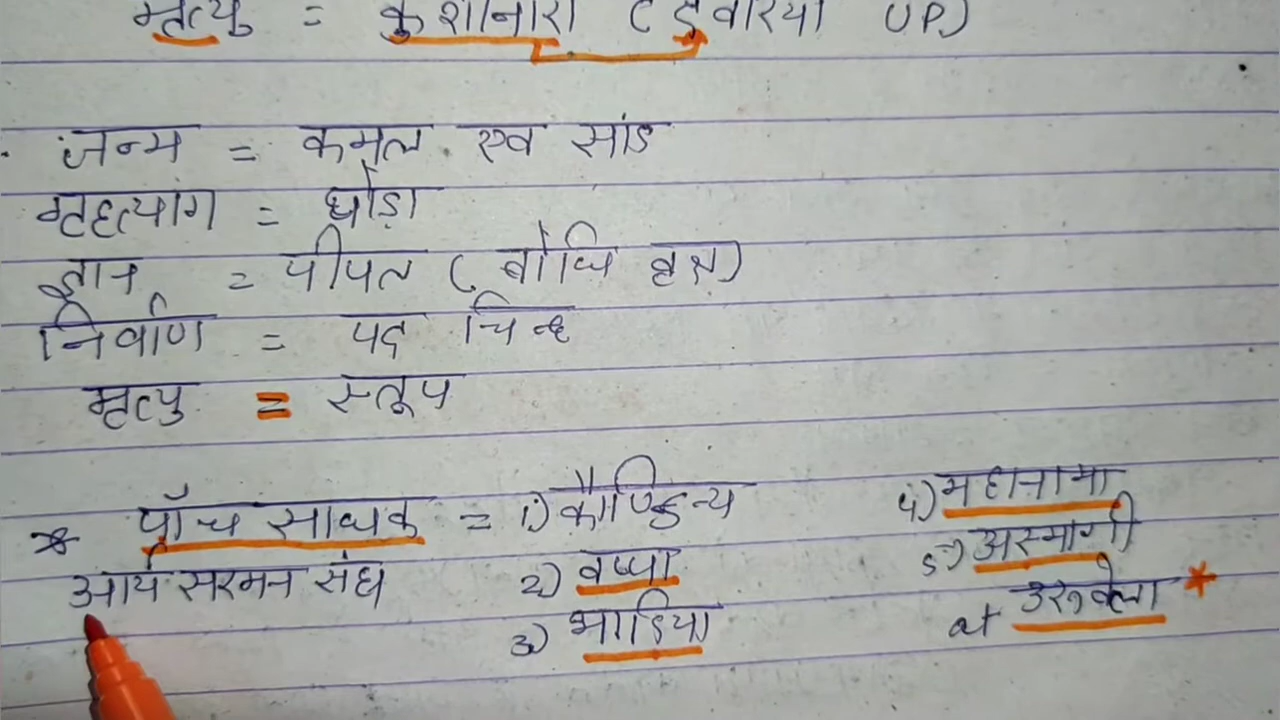 मृत्यु = कुशीनारा (देवरिया UP)
जन्म = कमल एव सांड
गृहत्याग = घोड़ा
ज्ञान = पीपल (बोधि वृक्ष)
निर्वाण = पद चिन्ह
मृत्यु = स्तूप
* पाँच साधक = 1) कौण्डिन्य
आर्य सरमन संघ
2) वप्पा
3) भादिया
4) महानामा
5) अस्सागी
at उरुवेला *